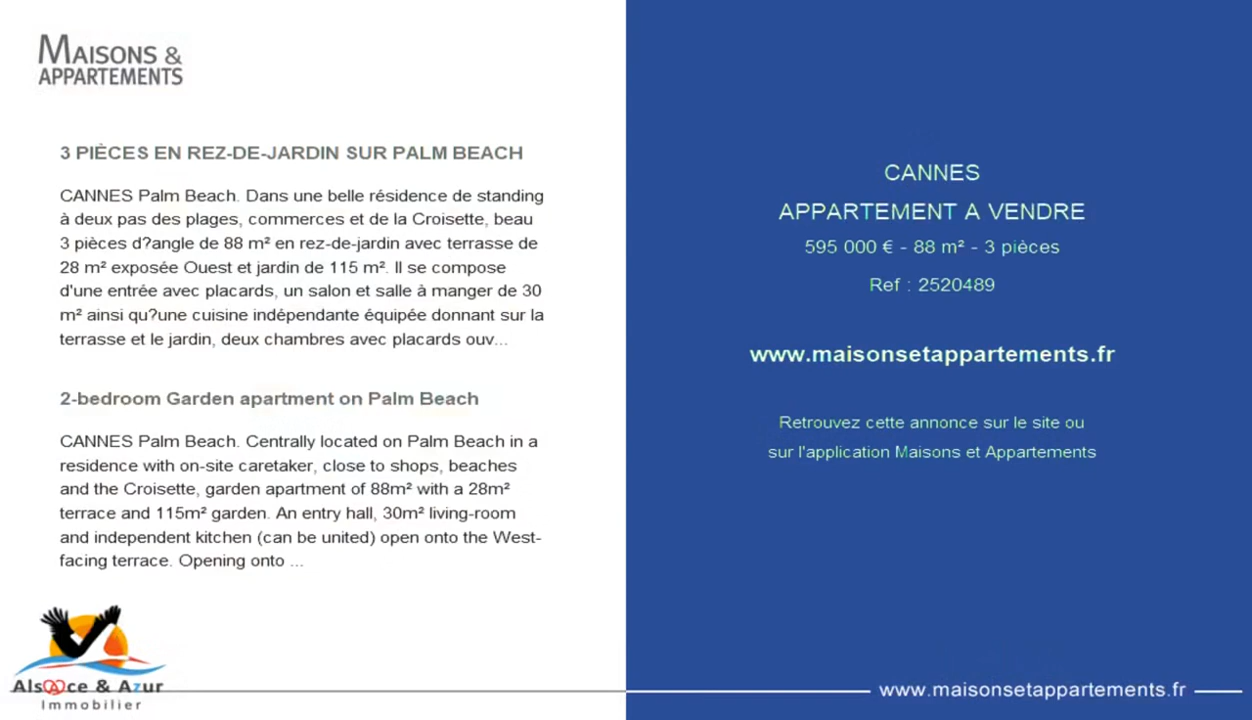 MAISONS &
APPARTEMENTS
3 PIÈCES EN REZ-DE-JARDIN SUR PALM BEACH
CANNES Palm Beach. Dans une belle résidence de standing
à deux pas des plages, commerces et de la Croisette, beau
3 pièces d?angle de 88 m² en rez-de-jardin avec terrasse de
28 m² exposée Ouest et jardin de 115 m². Il se compose
d'une entrée avec placards, un salon et salle à manger de 30
m² ainsi qu?une cuisine indépendante équipée donnant sur la
terrasse et le jardin, deux chambres avec placards ouv...
2-bedroom Garden apartment on Palm Beach
CANNES Palm Beach. Centrally located on Palm Beach in a
residence with on-site caretaker, close to shops, beaches
and the Croisette, garden apartment of 88m² with a 28m²
terrace and 115m² garden. An entry hall, 30m² living-room
and independent kitchen (can be united) open onto the West-
facing terrace. Opening onto ...
Alsace & Azur
Immobilier
CANNES
APPARTEMENT A VENDRE
595 000 € - 88 m² - 3 pièces
Ref : 2520489
www.maisonsetappartements.fr
Retrouvez cette annonce sur le site ou
sur l'application Maisons et Appartements
www.maisonsetappartements.fr